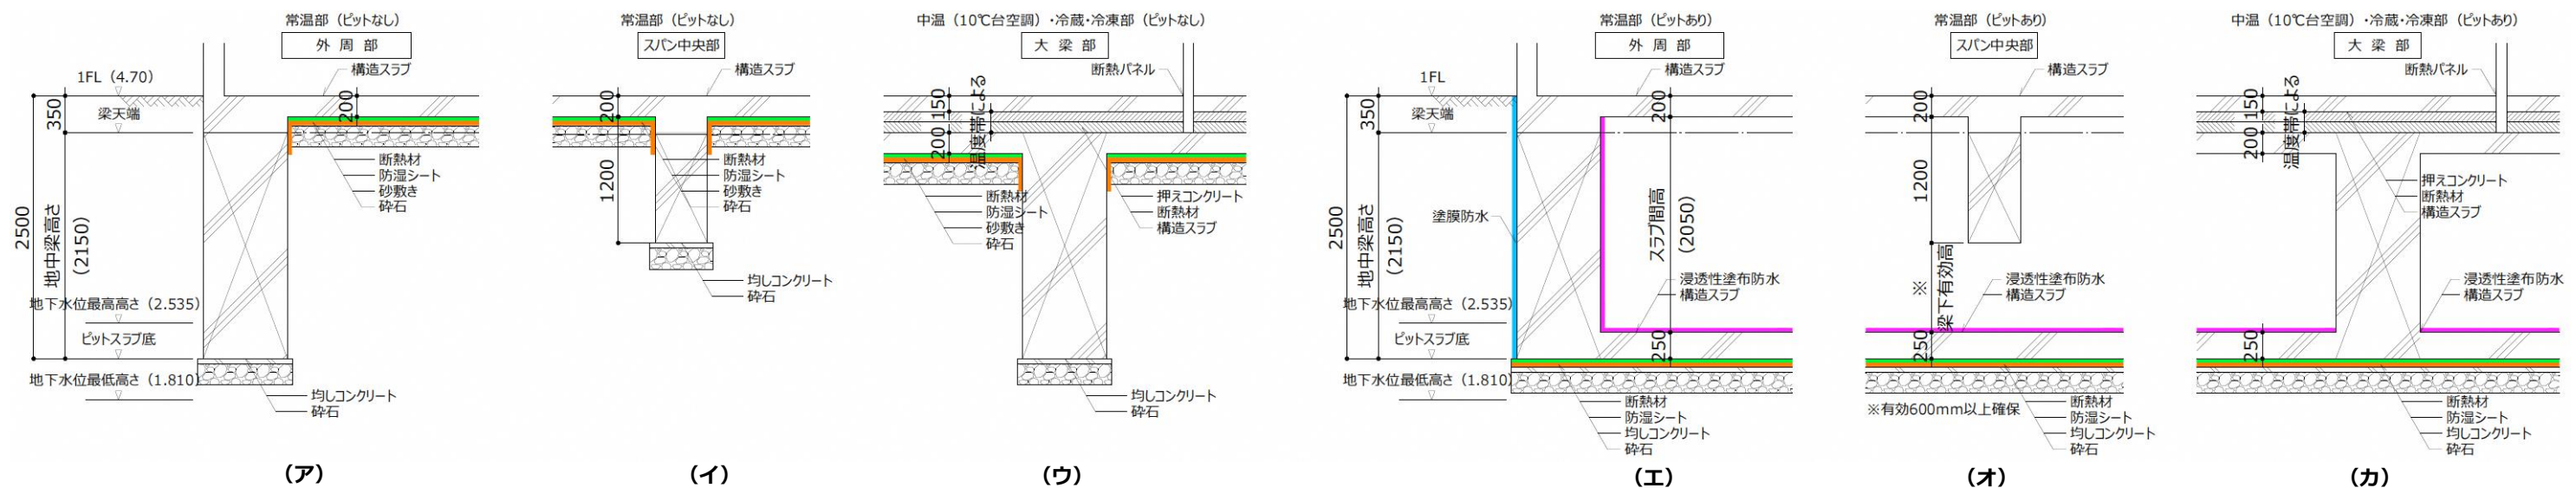 常温部（ピットなし）
外 周 部
構造スラブ
1FL（4.70）
350
梁天端
200
断熱材
防湿シート
砂敷き
砕石
2500
地中梁高さ
（2150）
地下水位最高高さ（2.535）
ピットスラブ底
地下水位最低高さ（1.810）
均しコンクリート
砕石
（ア）
常温部（ピットなし）
スパン中央部
構造スラブ
200
1200
断熱材
防湿シート
砂敷き
砕石
均しコンクリート
砕石
（イ）
中温（10℃台空調）・冷蔵・冷凍部（ピットなし）
大 梁 部
断熱パネル
150
温度帯による
200
断熱材
防湿シート
砂敷き
砕石
押えコンクリート
断熱材
構造スラブ
均しコンクリート
砕石
（ウ）
常温部（ピットあり）
外 周 部
構造スラブ
1FL
350
梁天端
200
塗膜防水
2500
地中梁高さ
（2150）
スラブ間高
（2050）
浸透性塗布防水
構造スラブ
地下水位最高高さ（2.535）
ピットスラブ底
250
地下水位最低高さ（1.810）
断熱材
防湿シート
均しコンクリート
砕石
（エ）
常温部（ピットあり）
スパン中央部
構造スラブ
200
1200
※
梁下有効高
浸透性塗布防水
構造スラブ
250
※有効600mm以上確保
断熱材
防湿シート
均しコンクリート
砕石
（オ）
中温（10℃台空調）・冷蔵・冷凍部（ピットあり）
大 梁 部
断熱パネル
150
温度帯による
200
押えコンクリート
断熱材
構造スラブ
浸透性塗布防水
構造スラブ
250
断熱材
防湿シート
均しコンクリート
砕石
（カ）